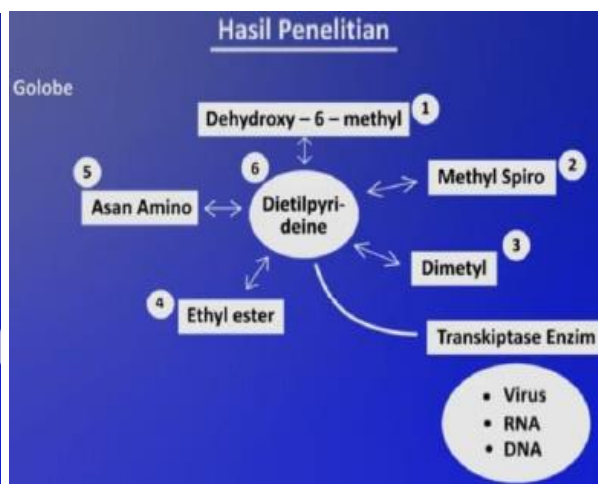 Hasil Penelitian
Golobe
Dehydroxy – 6 – methyl
1
5
6
Methyl Spiro
2
Asan Amino
Dietilpyri-
deine
3
Dimetyl
4
Ethyl ester
Transkiptase Enzim
• Virus
• RNA
• DNA